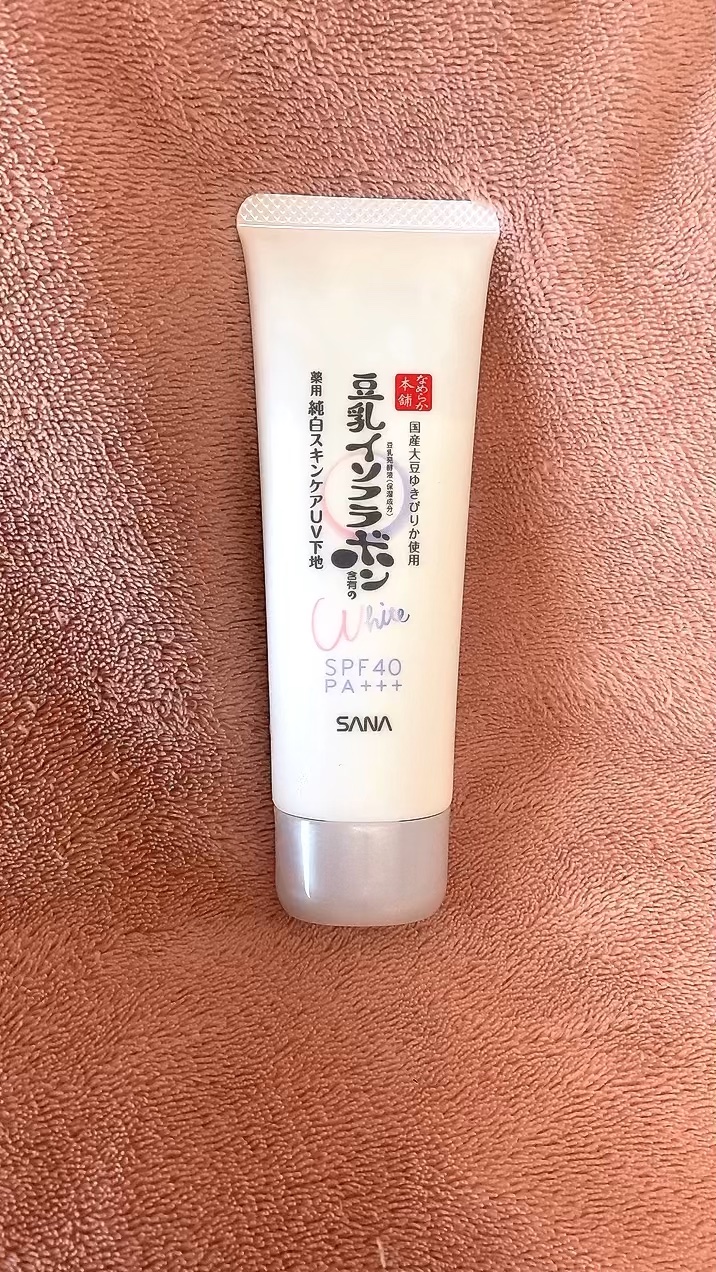 なめらか
本舗
国産大豆ゆきぴりか使用
豆乳発酵液(保湿成分)
豆乳イソフラボン
含有の
薬用 純白スキンケアUV下地
White
SPF40
PA+++
SANA